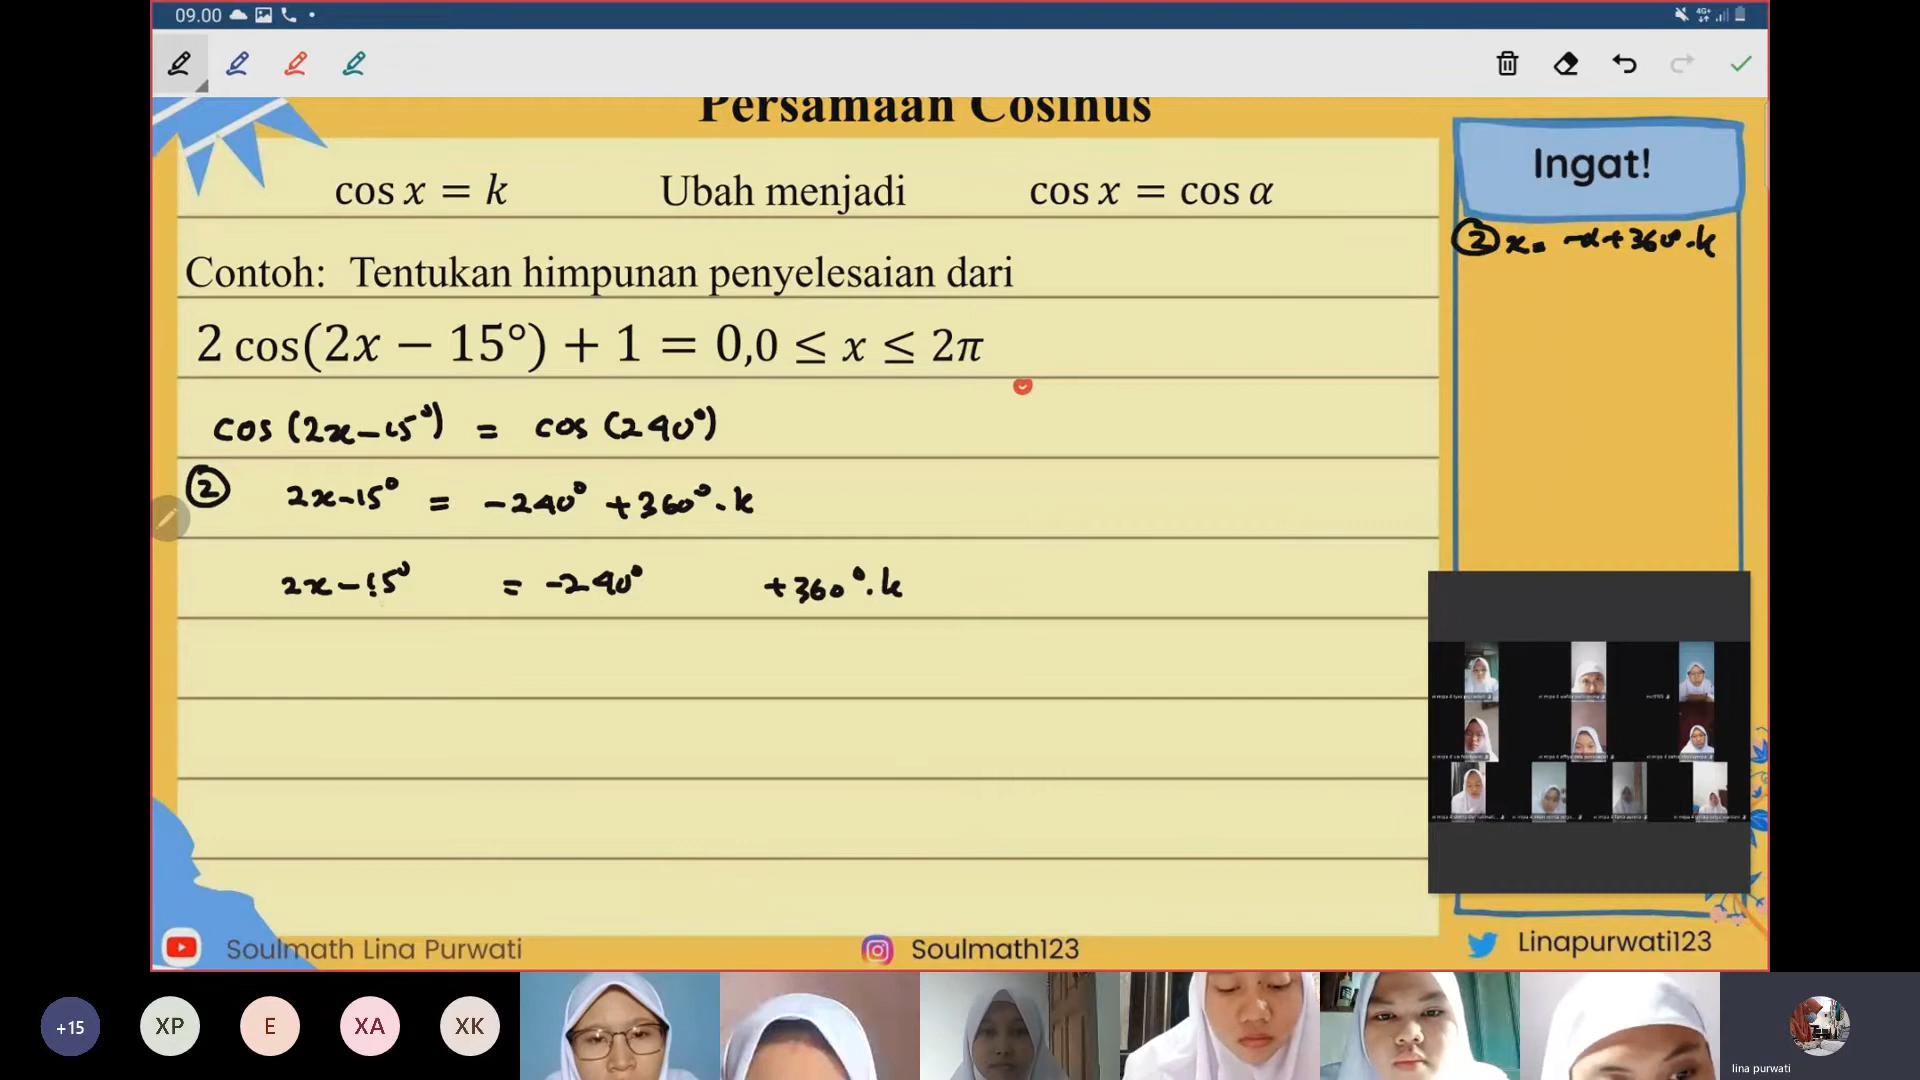 09.00
4G+
Persamaan Cosinus
cos x = k Ubah menjadi cos x = cos α
Contoh: Tentukan himpunan penyelesaian dari
2 cos(2x − 15°) + 1 = 0,0 ≤ x ≤ 2π
cos (2x-15°) = cos (240°)
② 2x-15° = -240° +360°.k
2x-15° = -240° +360°.k
Ingat!
② x= -α+360°.k
Soulmath Lina Purwati
Soulmath123
Linapurwati123
+15 XP E XA XK
lina purwati